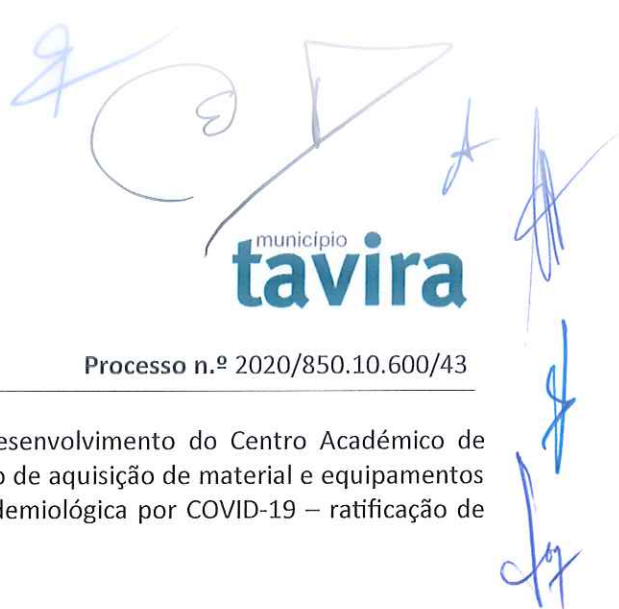 município
tavira
Processo n.º 2020/850.10.600/43
esenvolvimento do Centro Académico de
o de aquisição de material e equipamentos
demiológica por COVID-19 – ratificação de